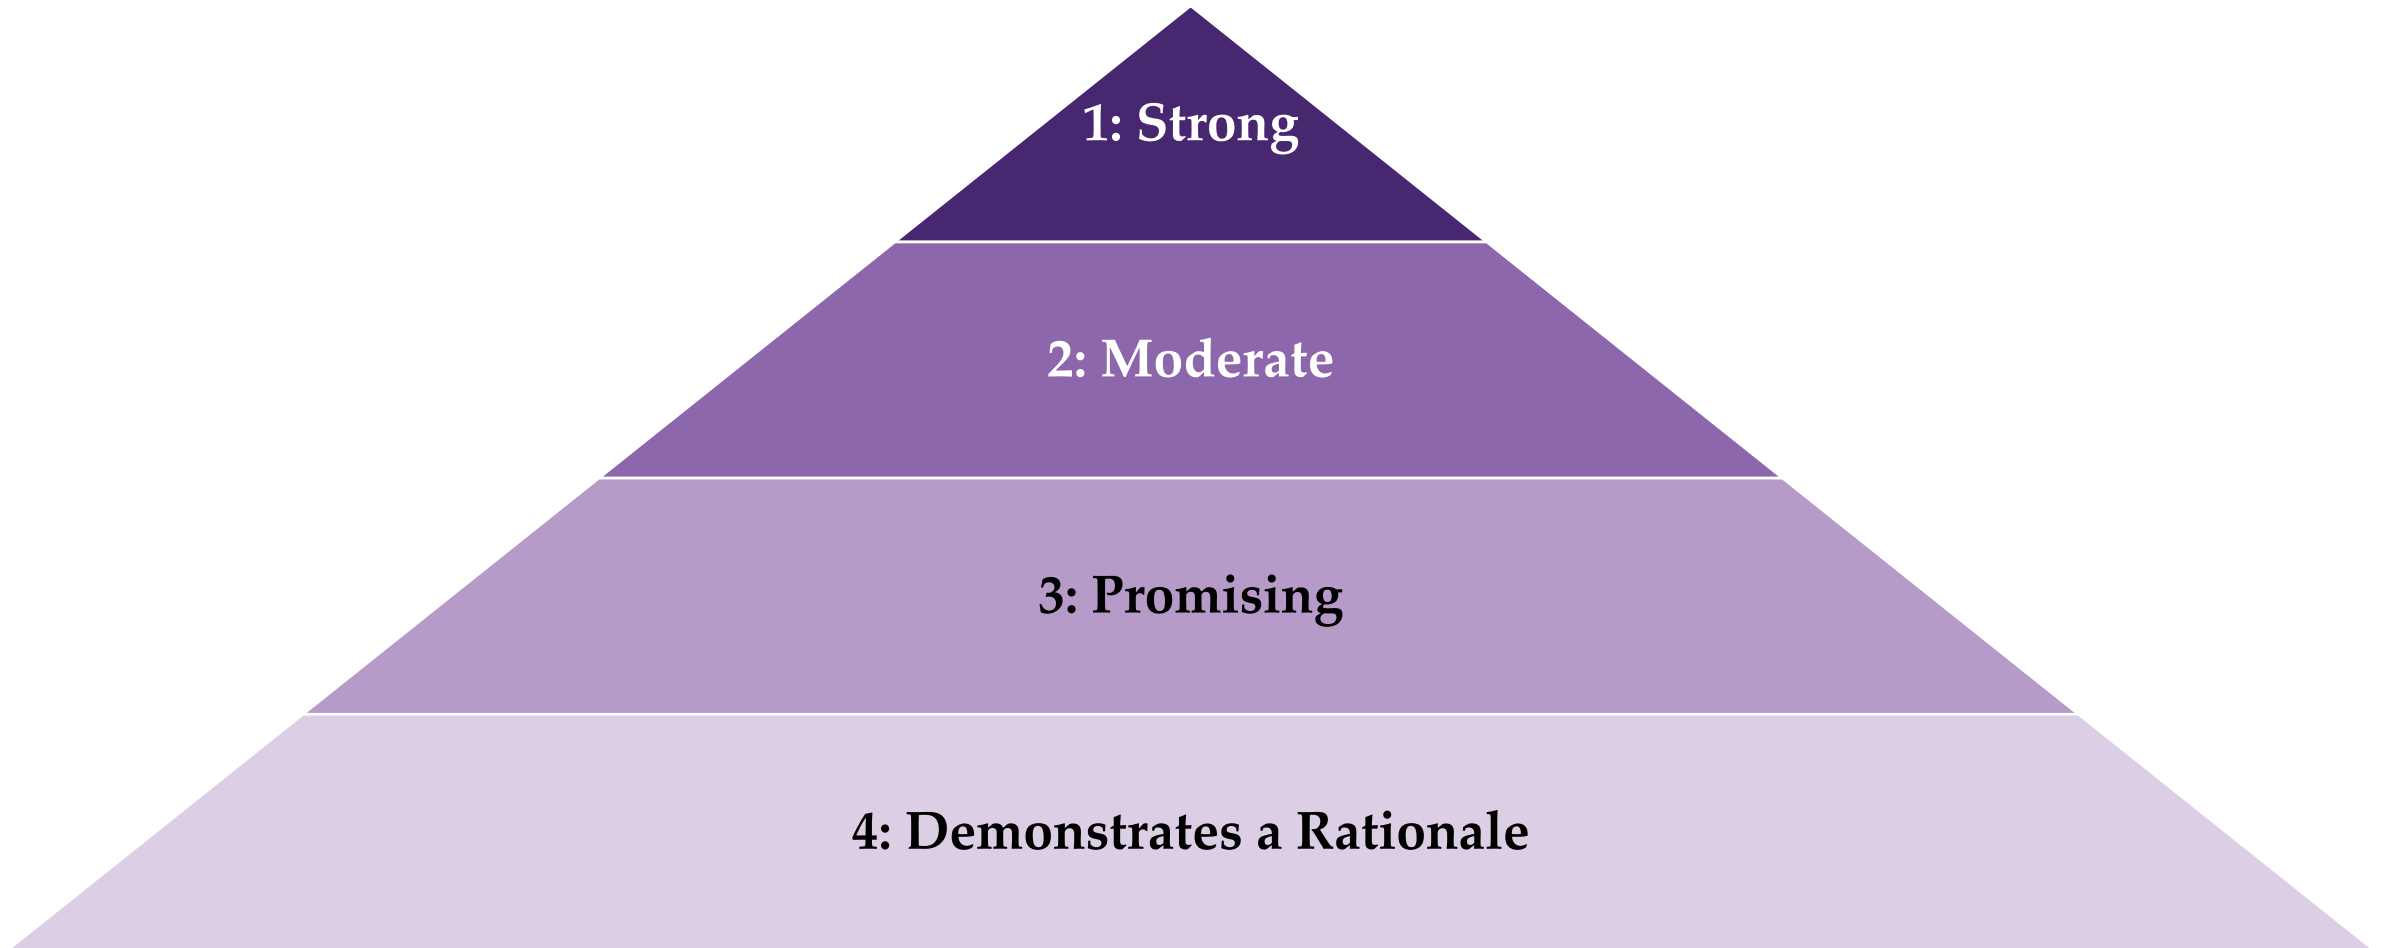 1: Strong
2: Moderate
3: Promising
4: Demonstrates a Rationale